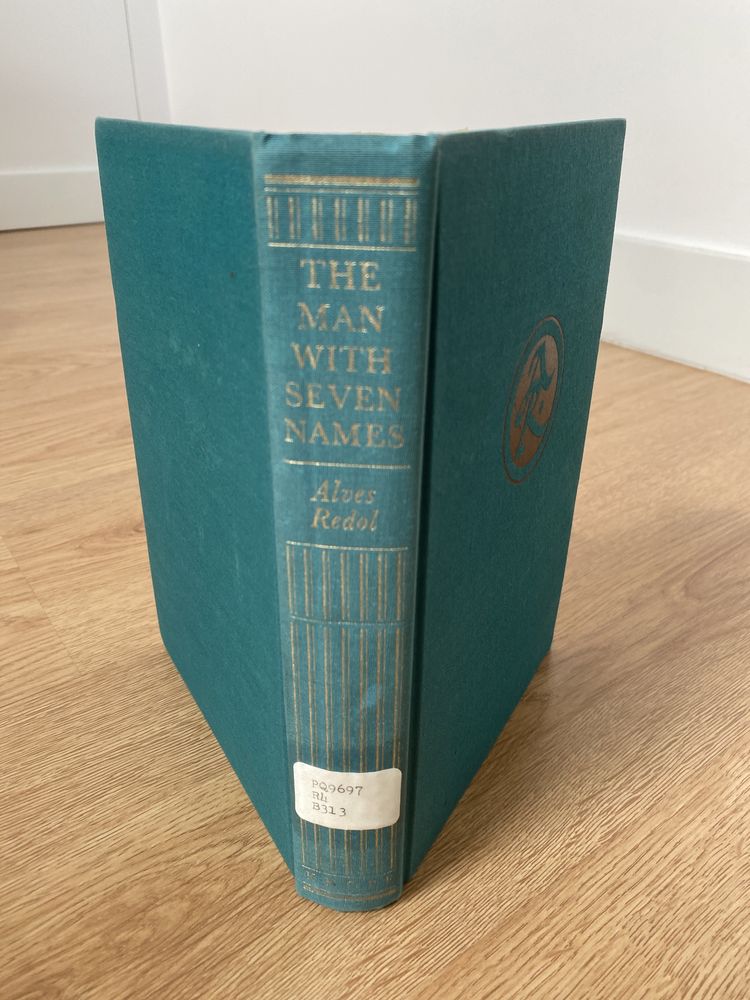 THE
MAN
WITH
SEVEN
NAMES
Alves
Redol
PQ9697
R4
B313